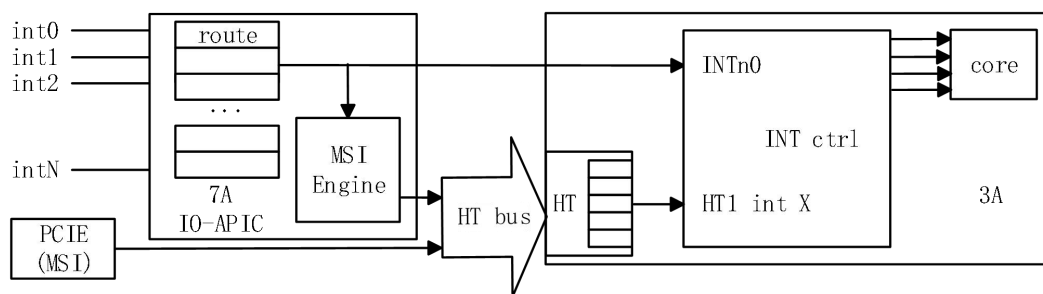 int0
int1
int2
intN
route
...
MSI
Engine
7A
IO-APIC
PCIE
(MSI)
HT bus
HT
INTn0
INT ctrl
HT1 int X
core
3A